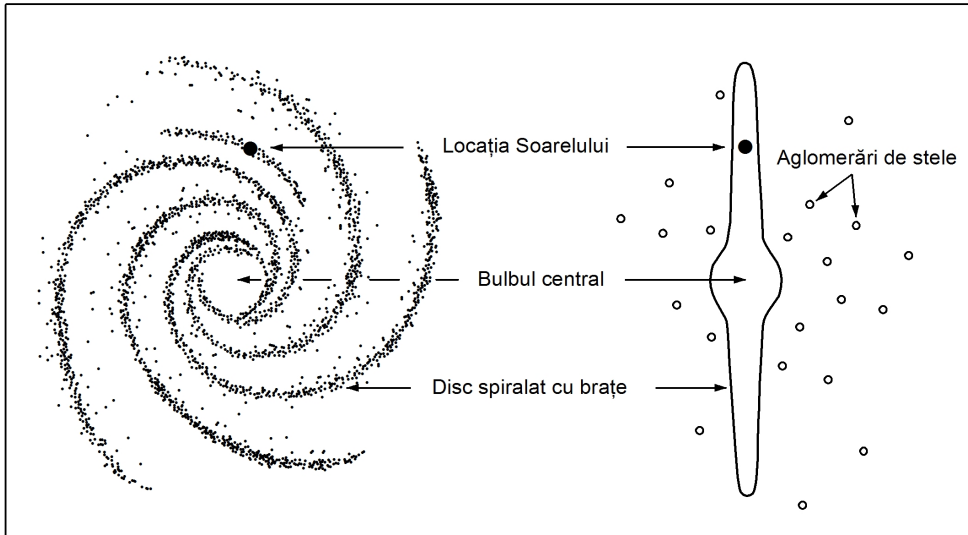 Locația Soarelului
Aglomerări de stele
Bulbul central
Disc spiralat cu brațe